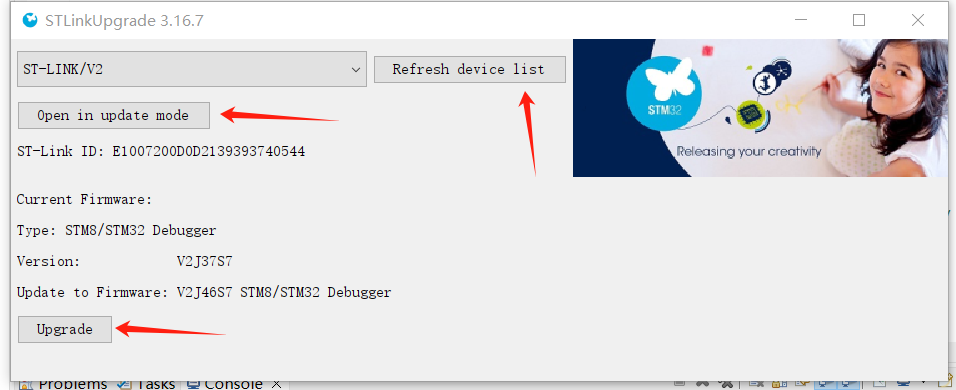 STLinkUpgrade 3.16.7
ST-LINK/V2
Refresh device list
Open in update mode
STM32
Releasing your creativity
ST-Link ID: E1007200D0D2139393740544
Current Firmware:
Type: STM8/STM32 Debugger
Version: V2J37S7
Update to Firmware: V2J46S7 STM8/STM32 Debugger
Upgrade
Problems Tasks Console